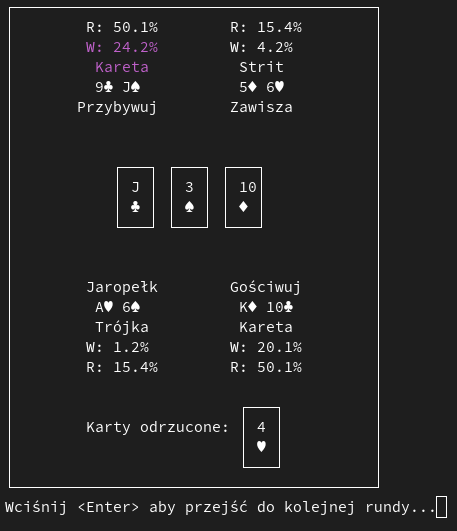 R: 50.1% R: 15.4%
W: 24.2% W: 4.2%
Kareta Strit
9♣ J♠ 5♦ 6♥
Przybywuj Zawisza
J 3 10
♣ ♠ ♦
Jaropełk Gościwuj
A♥ 6♠ K♦ 10♣
Trójka Kareta
W: 1.2% W: 20.1%
R: 15.4% R: 50.1%
Karty odrzucone: 4
♥
Wciśnij <Enter> aby przejść do kolejnej rundy...